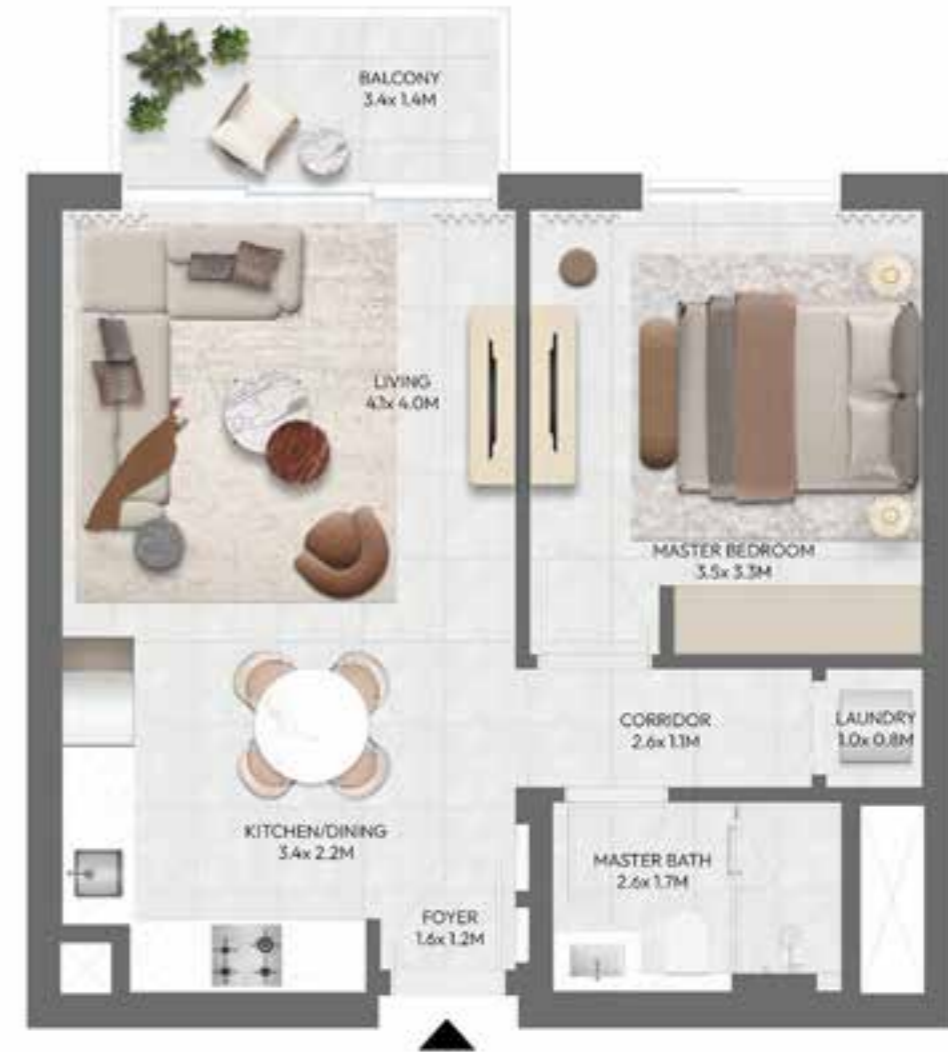 BALCONY
3.4x 1.4M
LIVING
4.1x 4.0M
MASTER BEDROOM
3.5x 3.3M
CORRIDOR
2.6x 1.1M
LAUNDRY
1.0x 0.8M
KITCHEN/DINING
3.4x 2.2M
MASTER BATH
2.6x 1.7M
FOYER
1.6x 1.2M